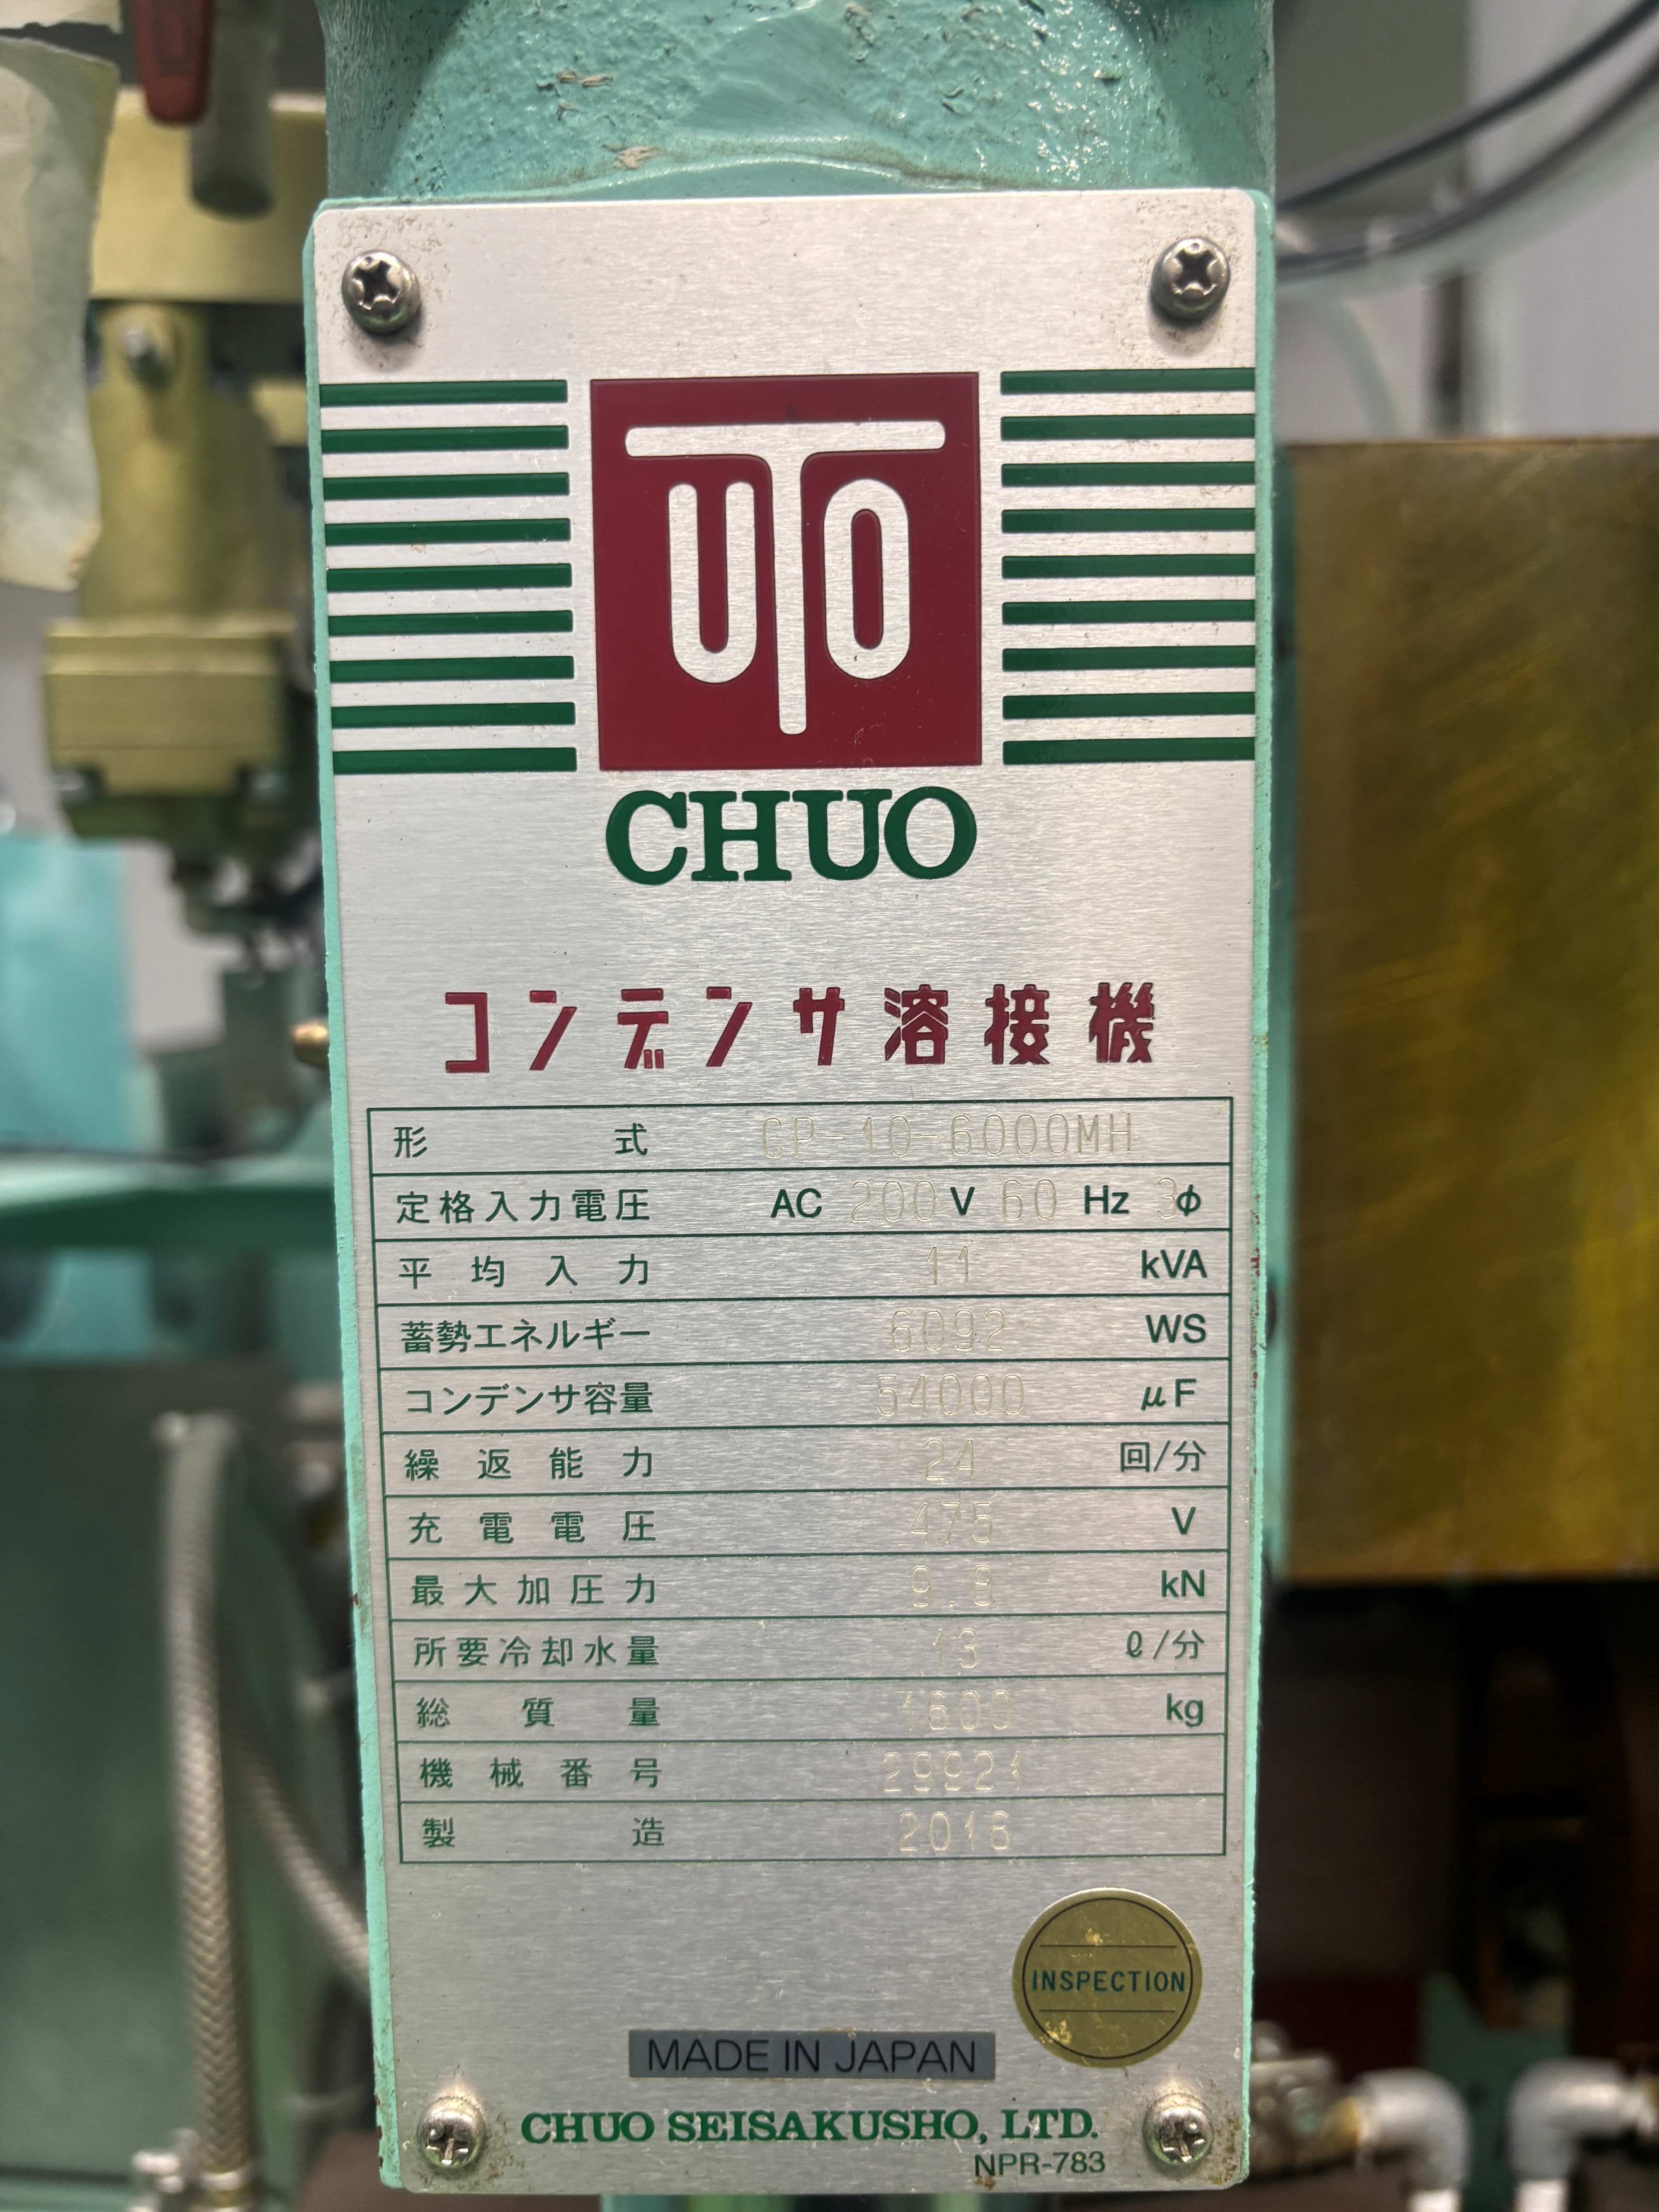 UTO
CHUO
コンデンサ溶接機
形式 CP 10-6000MH
定格入力電圧 AC 200 V 60 Hz 3φ
平均入力 11 kVA
蓄勢エネルギー 6092 WS
コンデンサ容量 54000 μF
繰返能力 24 回/分
充電電圧 475 V
最大加圧力 9.8 kN
所要冷却水量 13 ℓ/分
総質量 1600 kg
機械番号 29921
製造 2016
INSPECTION
MADE IN JAPAN
CHUO SEISAKUSHO, LTD.
NPR-783